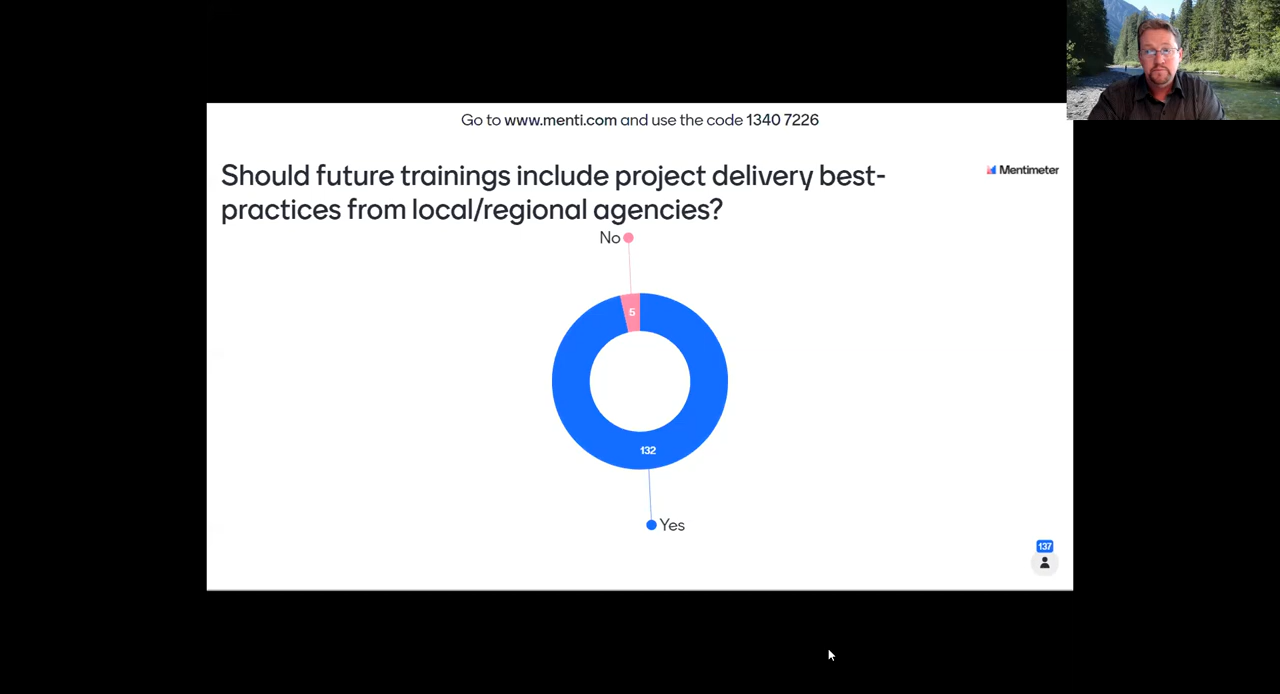 Go to www.menti.com and use the code 1340 7226
Should future trainings include project delivery best-
practices from local/regional agencies?
Mentimeter
No
5
132
Yes
137